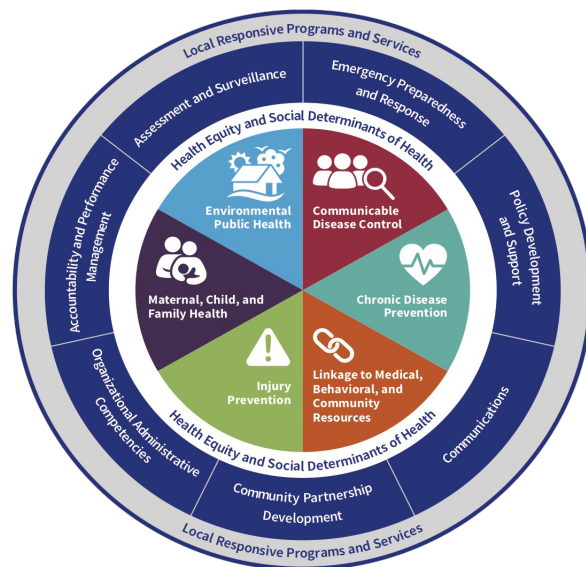 Local Responsive Programs and Services
Assessment and Surveillance
Emergency Preparedness
and Response
Policy Development
and Support
Communications
Community Partnership
Development
Organizational Administrative
Competencies
Accountability and Performance
Management
Health Equity and Social Determinants of Health
Environmental
Public Health
Communicable
Disease Control
Maternal, Child, and
Family Health
Chronic Disease
Prevention
Injury
Prevention
Linkage to Medical,
Behavioral, and
Community
Resources
Health Equity and Social Determinants of Health
Local Responsive Programs and Services